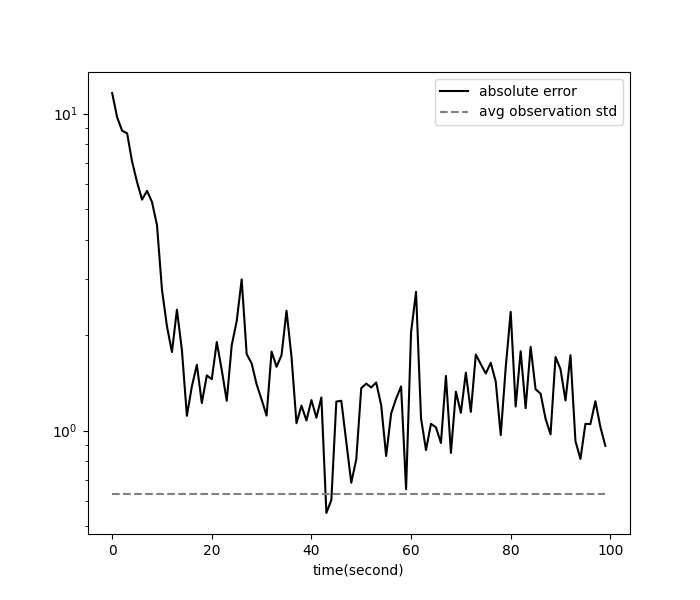 absolute error
avg observation std
10¹
10⁰
0 20 40 60 80 100
time(second)